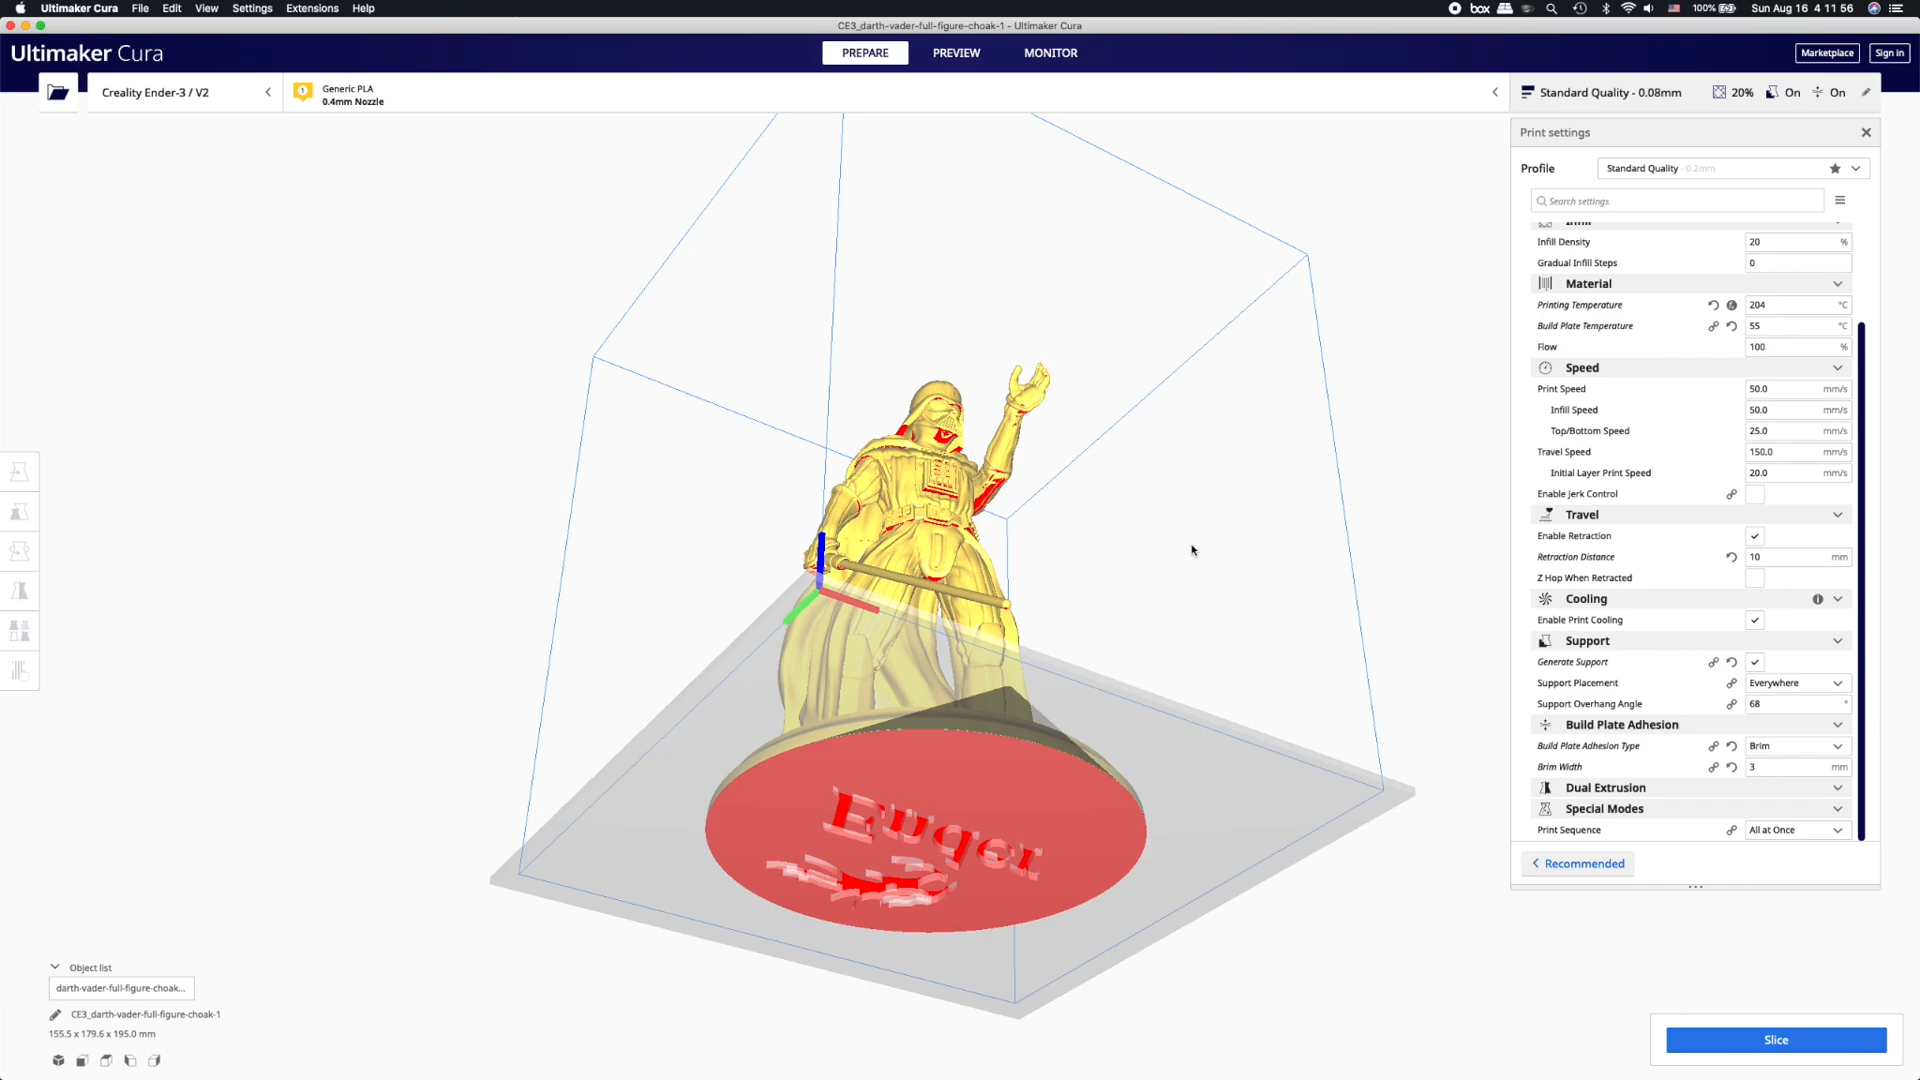 Ultimaker Cura File Edit View Settings Extensions Help
box 100% Sun Aug 16 4 11 56
CE3_darth-vader-full-figure-choak-1 - Ultimaker Cura
Ultimaker Cura
PREPARE PREVIEW MONITOR
Marketplace Sign in
Creality Ender-3 / V2
1
Generic PLA
0.4mm Nozzle
Standard Quality - 0.08mm 20% On On
Print settings
Profile Standard Quality - 0.2mm
Search settings
Infill
Infill Density 20 %
Gradual Infill Steps 0
Material
Printing Temperature 204 °C
Build Plate Temperature 55 °C
Flow 100 %
Speed
Print Speed 50.0 mm/s
Infill Speed 50.0 mm/s
Top/Bottom Speed 25.0 mm/s
Travel Speed 150.0 mm/s
Initial Layer Print Speed 20.0 mm/s
Enable Jerk Control
Travel
Enable Retraction
Retraction Distance 10 mm
Z Hop When Retracted
Cooling
Enable Print Cooling
Support
Generate Support
Support Placement Everywhere
Support Overhang Angle 68 °
Build Plate Adhesion
Build Plate Adhesion Type Brim
Brim Width 3 mm
Dual Extrusion
Special Modes
Print Sequence All at Once
Recommended
Object list
darth-vader-full-figure-choak...
CE3_darth-vader-full-figure-choak-1
155.5 x 179.6 x 195.0 mm
Slice